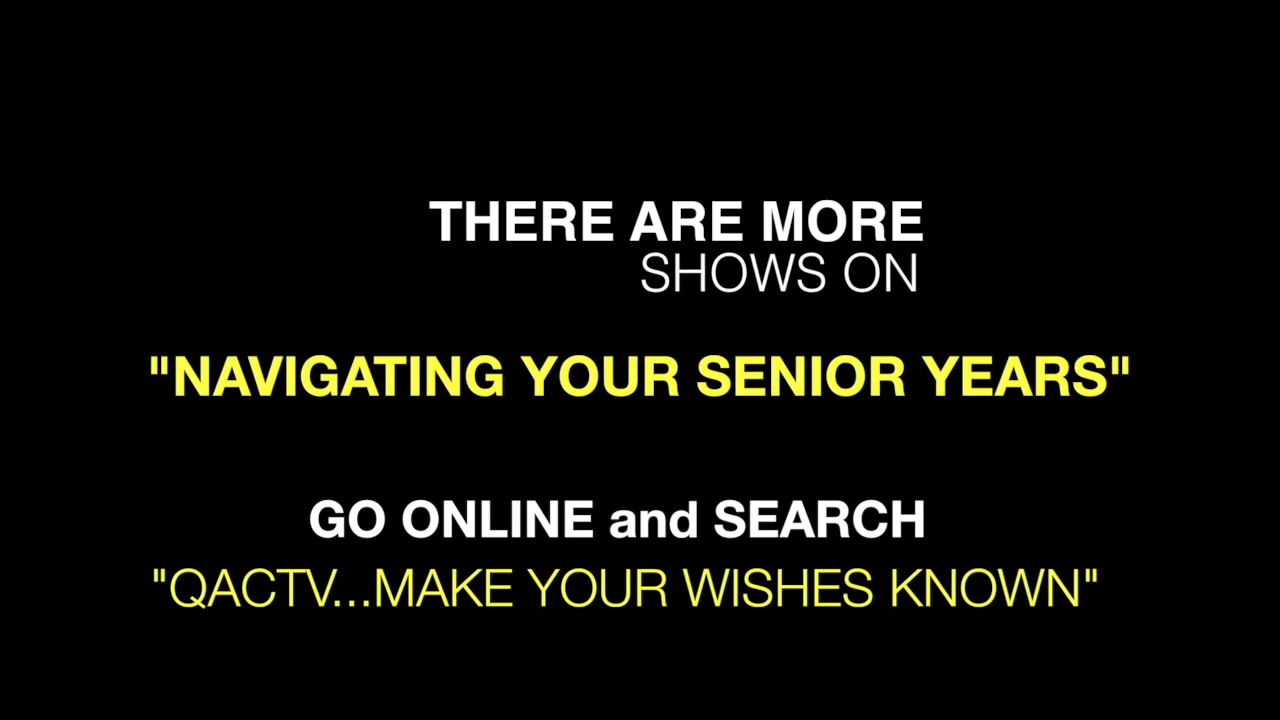 THERE ARE MORE
SHOWS ON
"NAVIGATING YOUR SENIOR YEARS"
GO ONLINE and SEARCH
"QACTV...MAKE YOUR WISHES KNOWN"